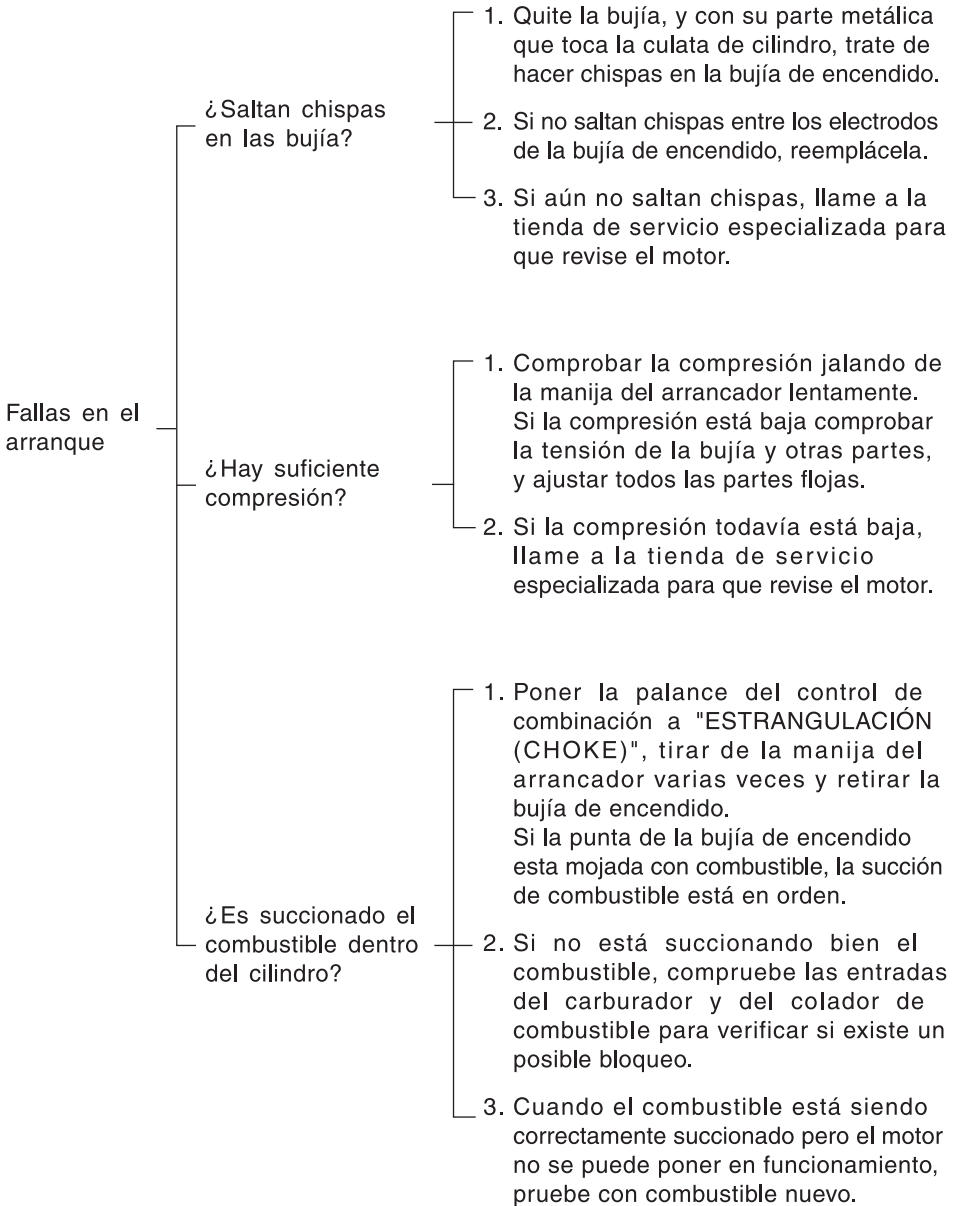 Fallas en el
arranque
¿Saltan chispas
en las bujía?
1. Quite la bujía, y con su parte metálica
que toca la culata de cilindro, trate de
hacer chispas en la bujía de encendido.
2. Si no saltan chispas entre los electrodos
de la bujía de encendido, reemplácela.
3. Si aún no saltan chispas, llame a la
tienda de servicio especializada para
que revise el motor.
¿Hay suficiente
compresión?
1. Comprobar la compresión jalando de
la manija del arrancador lentamente.
Si la compresión está baja comprobar
la tensión de la bujía y otras partes,
y ajustar todos las partes flojas.
2. Si la compresión todavía está baja,
llame a la tienda de servicio
especializada para que revise el motor.
¿Es succionado el
combustible dentro
del cilindro?
1. Poner la palance del control de
combinación a "ESTRANGULACIÓN
(CHOKE)", tirar de la manija del
arrancador varias veces y retirar la
bujía de encendido.
Si la punta de la bujía de encendido
esta mojada con combustible, la succión
de combustible está en orden.
2. Si no está succionando bien el
combustible, compruebe las entradas
del carburador y del colador de
combustible para verificar si existe un
posible bloqueo.
3. Cuando el combustible está siendo
correctamente succionado pero el motor
no se puede poner en funcionamiento,
pruebe con combustible nuevo.